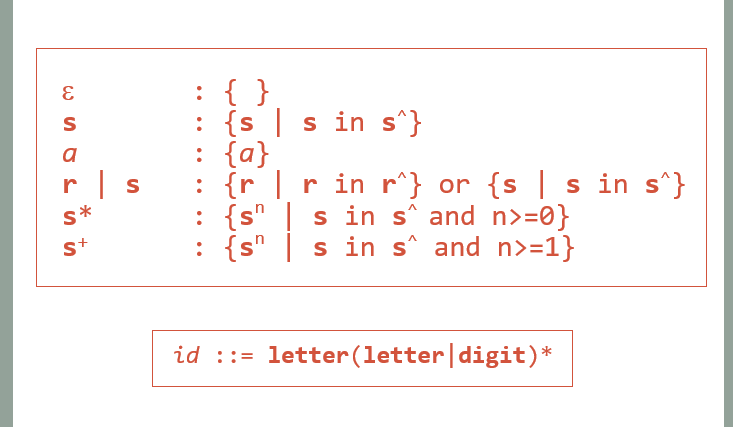 ε : { }
s : {s | s in s^}
a : {a}
r | s : {r | r in r^} or {s | s in s^}
s* : {sⁿ | s in s^ and n>=0}
s⁺ : {sⁿ | s in s^ and n>=1}
id ::= letter(letter|digit)*